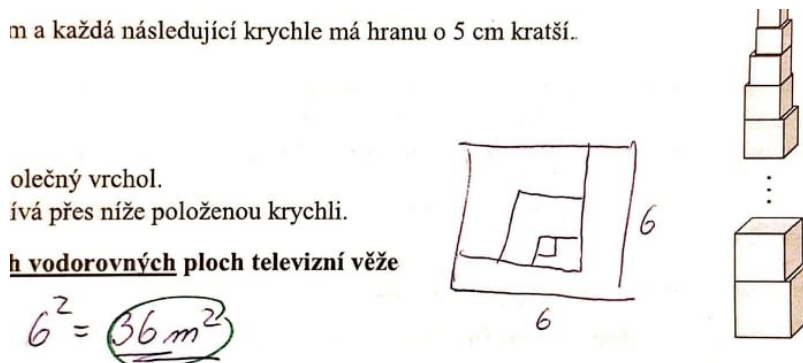 m a každá následující krychle má hranu o 5 cm kratší.
olečný vrchol.
ívá přes níže položenou krychli.
h vodorovných ploch televizní věže
6
6
6² = 36 m²